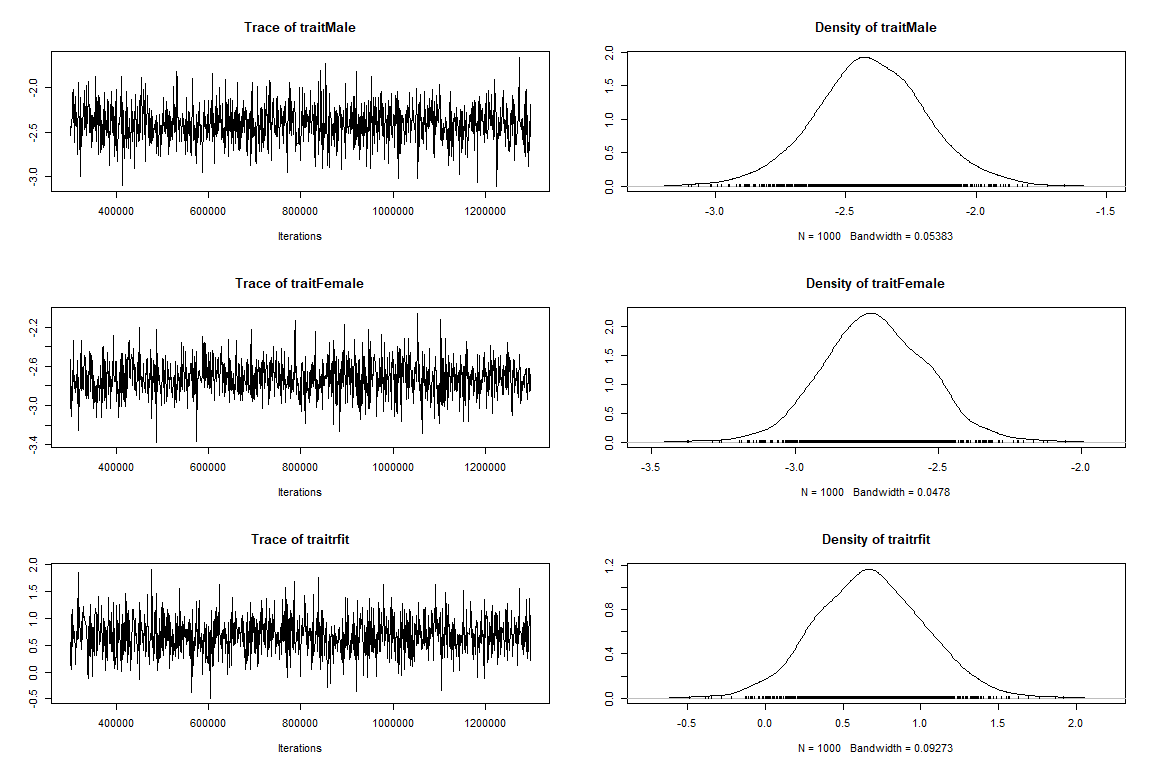 Trace of traitMale
-2.0
-2.5
-3.0
400000 600000 800000 1000000 1200000
Iterations
Density of traitMale
2.0
1.5
1.0
0.5
0.0
-3.0 -2.5 -2.0 -1.5
N = 1000 Bandwidth = 0.05383
Trace of traitFemale
-2.2
-2.6
-3.0
-3.4
400000 600000 800000 1000000 1200000
Iterations
Density of traitFemale
2.0
1.5
1.0
0.5
0.0
-3.5 -3.0 -2.5 -2.0
N = 1000 Bandwidth = 0.0478
Trace of traitrfit
2.0
1.5
1.0
0.5
0.0
-0.5
400000 600000 800000 1000000 1200000
Iterations
Density of traitrfit
1.2
0.8
0.4
0.0
-0.5 0.0 0.5 1.0 1.5 2.0
N = 1000 Bandwidth = 0.09273